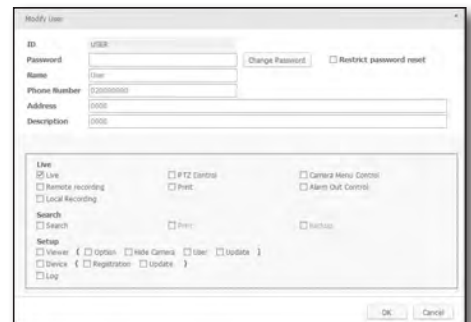 Modify User
ID USER
Password Change Password Restrict password reset
Name User
Phone Number 020000000
Address 0000
Description 0000
Live
Live PTZ Control Camera Menu Control
Remote recording Print Alarm Out Control
Local Recording
Search
Search Print Backup
Setup
Viewer ( Option Hide Camera User Update )
Device ( Registration Update )
Log
OK Cancel